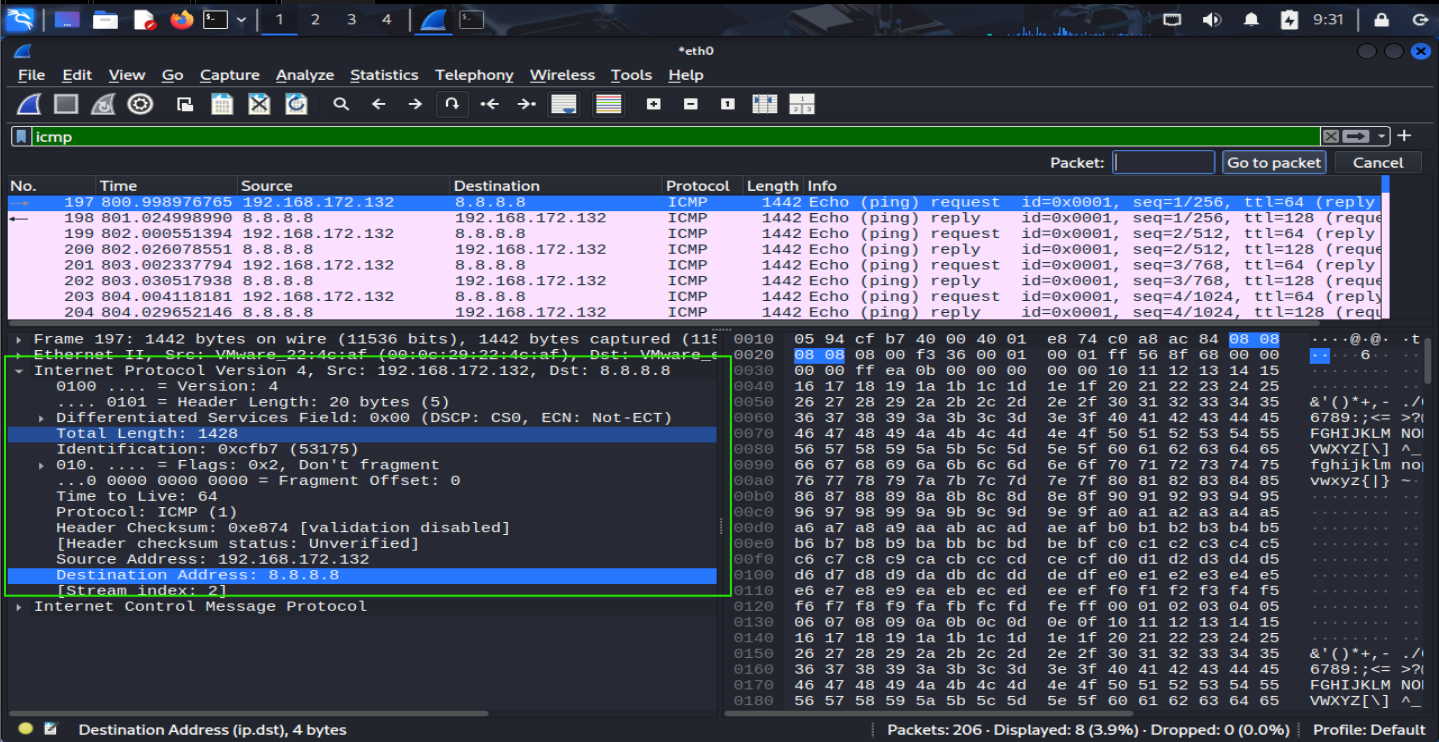 1 2 3 4 9:31
*eth0
File Edit View Go Capture Analyze Statistics Telephony Wireless Tools Help
icmp
Packet: Go to packet Cancel
No. Time Source Destination Protocol Length Info
197 800.998976765 192.168.172.132 8.8.8.8 ICMP 1442 Echo (ping) request id=0x0001, seq=1/256, ttl=64 (reply
198 801.024998990 8.8.8.8 192.168.172.132 ICMP 1442 Echo (ping) reply id=0x0001, seq=1/256, ttl=128 (reque
199 802.000551394 192.168.172.132 8.8.8.8 ICMP 1442 Echo (ping) request id=0x0001, seq=2/512, ttl=64 (reply
200 802.026078551 8.8.8.8 192.168.172.132 ICMP 1442 Echo (ping) reply id=0x0001, seq=2/512, ttl=128 (reque
201 803.002337794 192.168.172.132 8.8.8.8 ICMP 1442 Echo (ping) request id=0x0001, seq=3/768, ttl=64 (reply
202 803.030517938 8.8.8.8 192.168.172.132 ICMP 1442 Echo (ping) reply id=0x0001, seq=3/768, ttl=128 (reque
203 804.004118181 192.168.172.132 8.8.8.8 ICMP 1442 Echo (ping) request id=0x0001, seq=4/1024, ttl=64 (reply
204 804.029652146 8.8.8.8 192.168.172.132 ICMP 1442 Echo (ping) reply id=0x0001, seq=4/1024, ttl=128 (requ
Frame 197: 1442 bytes on wire (11536 bits), 1442 bytes captured (115
Ethernet II, Src: VMware_22:4c:af (00:0c:29:22:4c:af), Dst: VMware_e
Internet Protocol Version 4, Src: 192.168.172.132, Dst: 8.8.8.8
0100 .... = Version: 4
.... 0101 = Header Length: 20 bytes (5)
Differentiated Services Field: 0x00 (DSCP: CS0, ECN: Not-ECT)
Total Length: 1428
Identification: 0xcfb7 (53175)
010. .... = Flags: 0x2, Don't fragment
...0 0000 0000 0000 = Fragment Offset: 0
Time to Live: 64
Protocol: ICMP (1)
Header Checksum: 0xe874 [validation disabled]
[Header checksum status: Unverified]
Source Address: 192.168.172.132
Destination Address: 8.8.8.8
[Stream index: 2]
Internet Control Message Protocol
0010 05 94 cf b7 40 00 40 01 e8 74 c0 a8 ac 84 08 08 ····@·@· ·t
0020 08 08 08 00 f3 36 00 01 00 01 ff 56 8f 68 00 00 ·····6··
0030 00 00 ff ea 0b 00 00 00 00 00 10 11 12 13 14 15
0040 16 17 18 19 1a 1b 1c 1d 1e 1f 20 21 22 23 24 25
0050 26 27 28 29 2a 2b 2c 2d 2e 2f 30 31 32 33 34 35 &'()*+,- ./
0060 36 37 38 39 3a 3b 3c 3d 3e 3f 40 41 42 43 44 45 6789:;<= >?
0070 46 47 48 49 4a 4b 4c 4d 4e 4f 50 51 52 53 54 55 FGHIJKLM NO
0080 56 57 58 59 5a 5b 5c 5d 5e 5f 60 61 62 63 64 65 VWXYZ[\] ^_
0090 66 67 68 69 6a 6b 6c 6d 6e 6f 70 71 72 73 74 75 fghijklm no
00a0 76 77 78 79 7a 7b 7c 7d 7e 7f 80 81 82 83 84 85 vwxyz{|} ~·
00b0 86 87 88 89 8a 8b 8c 8d 8e 8f 90 91 92 93 94 95
00c0 96 97 98 99 9a 9b 9c 9d 9e 9f a0 a1 a2 a3 a4 a5
00d0 a6 a7 a8 a9 aa ab ac ad ae af b0 b1 b2 b3 b4 b5
00e0 b6 b7 b8 b9 ba bb bc bd be bf c0 c1 c2 c3 c4 c5
00f0 c6 c7 c8 c9 ca cb cc cd ce cf d0 d1 d2 d3 d4 d5
0100 d6 d7 d8 d9 da db dc dd de df e0 e1 e2 e3 e4 e5
0110 e6 e7 e8 e9 ea eb ec ed ee ef f0 f1 f2 f3 f4 f5
0120 f6 f7 f8 f9 fa fb fc fd fe ff 00 01 02 03 04 05
0130 06 07 08 09 0a 0b 0c 0d 0e 0f 10 11 12 13 14 15
0140 16 17 18 19 1a 1b 1c 1d 1e 1f 20 21 22 23 24 25
0150 26 27 28 29 2a 2b 2c 2d 2e 2f 30 31 32 33 34 35 &'()*+,- ./
0160 36 37 38 39 3a 3b 3c 3d 3e 3f 40 41 42 43 44 45 6789:;<= >?
0170 46 47 48 49 4a 4b 4c 4d 4e 4f 50 51 52 53 54 55 FGHIJKLM NO
0180 56 57 58 59 5a 5b 5c 5d 5e 5f 60 61 62 63 64 65 VWXYZ[\] ^_
Destination Address (ip.dst), 4 bytes Packets: 206 · Displayed: 8 (3.9%) · Dropped: 0 (0.0%) Profile: Default